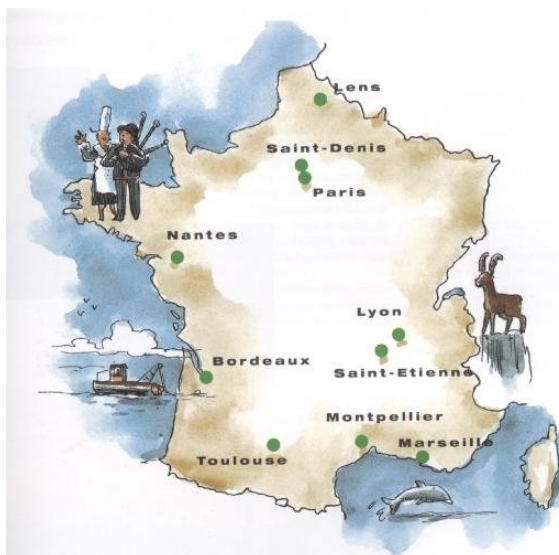 Lens
Saint-Denis
Paris
Nantes
Lyon
Bordeaux
Saint-Etienne
Montpellier
Marseille
Toulouse